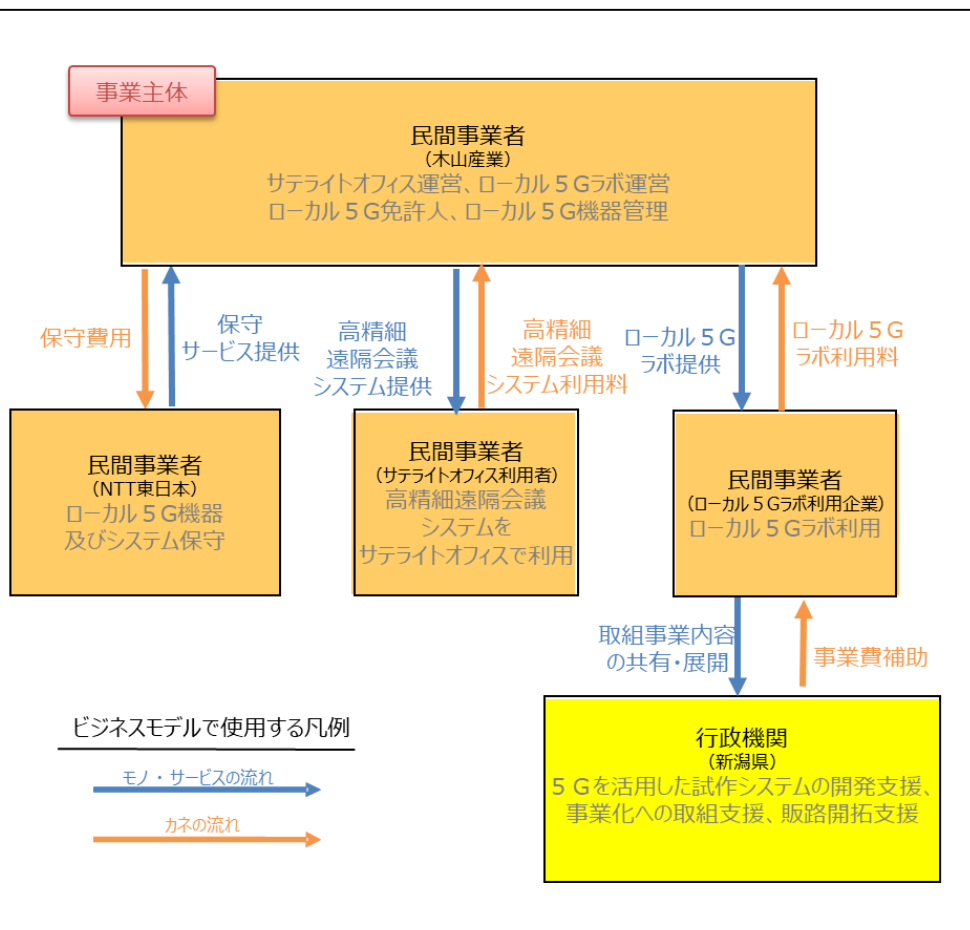 事業主体
民間事業者
（木山産業）
サテライトオフィス運営、ローカル５Gラボ運営
ローカル５G免許人、ローカル５G機器管理
保守費用
保守
サービス提供
高精細
遠隔会議
システム提供
高精細
遠隔会議
システム利用料
ローカル５G
ラボ提供
ローカル５G
ラボ利用料
民間事業者
（NTT東日本）
ローカル５G機器
及びシステム保守
民間事業者
（サテライトオフィス利用者）
高精細遠隔会議
システムを
サテライトオフィスで利用
民間事業者
（ローカル５Gラボ利用企業）
ローカル５Gラボ利用
取組事業内容
の共有・展開
事業費補助
ビジネスモデルで使用する凡例
モノ・サービスの流れ
カネの流れ
行政機関
（新潟県）
５Gを活用した試作システムの開発支援、
事業化への取組支援、販路開拓支援